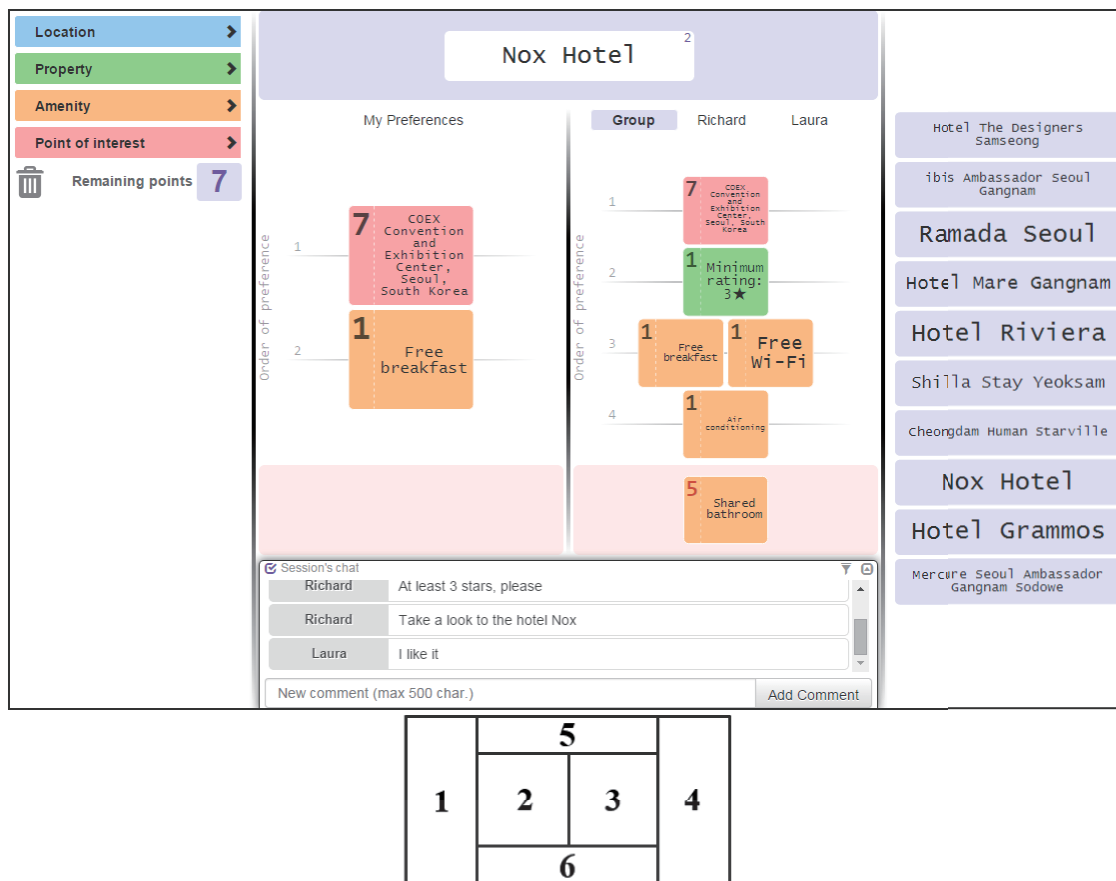 Location
Property
Amenity
Point of interest
Remaining points 7
Nox Hotel 2
My Preferences
Order of preference
1
7 COEX
Convention
and
Exhibition
Center,
Seoul,
South Korea
2
1 Free
breakfast
Group Richard Laura
Order of preference
1
7 COEX
Convention
and
Exhibition
Center,
Seoul, South
Korea
2
1 Minimum
rating:
3★
3
1 Free
breakfast
1 Free
Wi-Fi
4
1 Air
conditioning
5 Shared
bathroom
Session's chat
Richard At least 3 stars, please
Richard Take a look to the hotel Nox
Laura I like it
New comment (max 500 char.) Add Comment
Hotel The Designers
Samseong
ibis Ambassador Seoul
Gangnam
Ramada Seoul
Hotel Mare Gangnam
Hotel Riviera
Shilla Stay Yeoksam
Cheongdam Human Starville
Nox Hotel
Hotel Grammos
Mercure Seoul Ambassador
Gangnam Sodowe
5
1 2 3 4
6